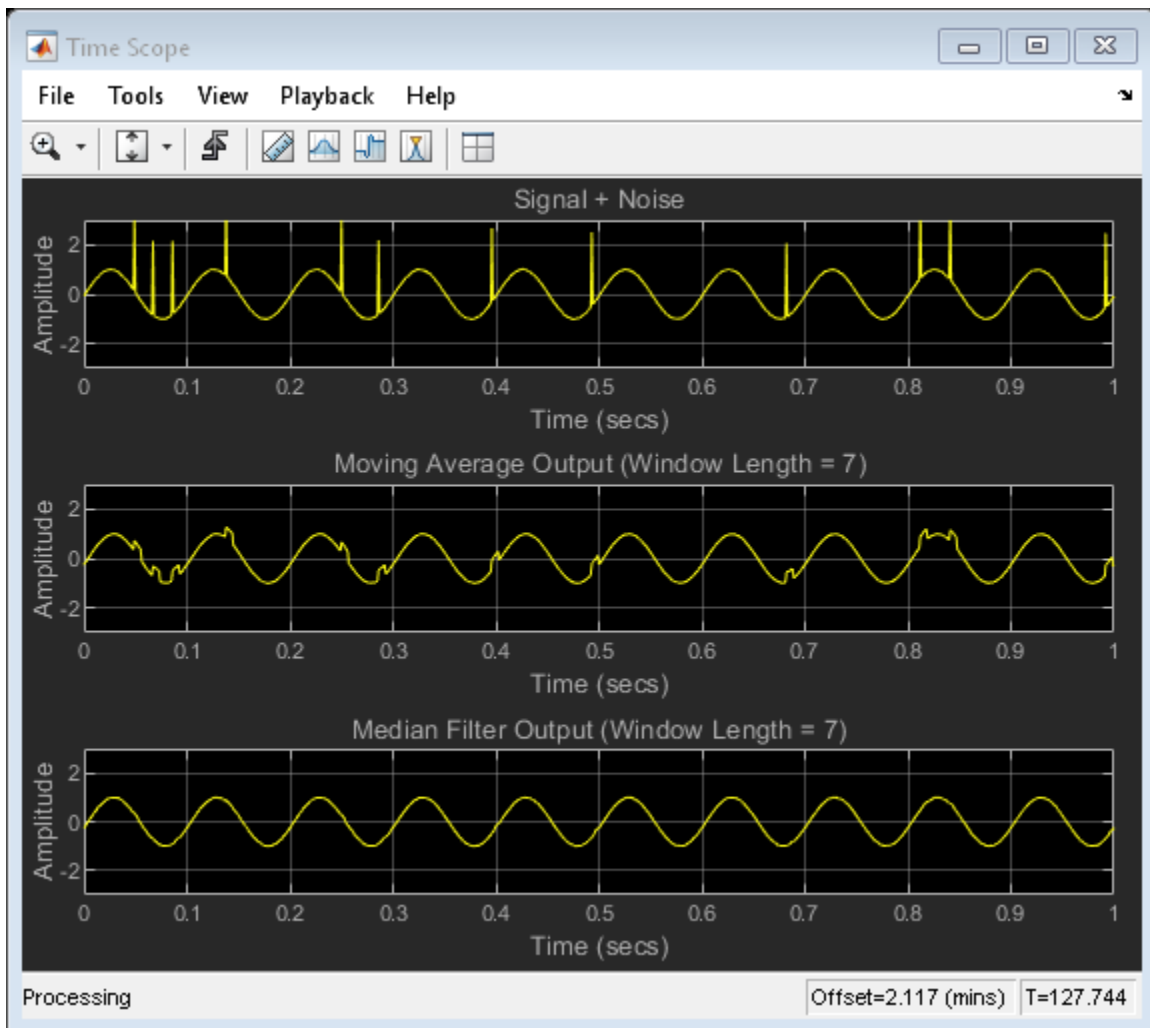 Time Scope
File Tools View Playback Help
Signal + Noise
Amplitude
2
0
-2
0 0.1 0.2 0.3 0.4 0.5 0.6 0.7 0.8 0.9 1
Time (secs)
Moving Average Output (Window Length = 7)
Amplitude
2
0
-2
0 0.1 0.2 0.3 0.4 0.5 0.6 0.7 0.8 0.9 1
Time (secs)
Median Filter Output (Window Length = 7)
Amplitude
2
0
-2
0 0.1 0.2 0.3 0.4 0.5 0.6 0.7 0.8 0.9 1
Time (secs)
Processing Offset=2.117 (mins) T=127.744